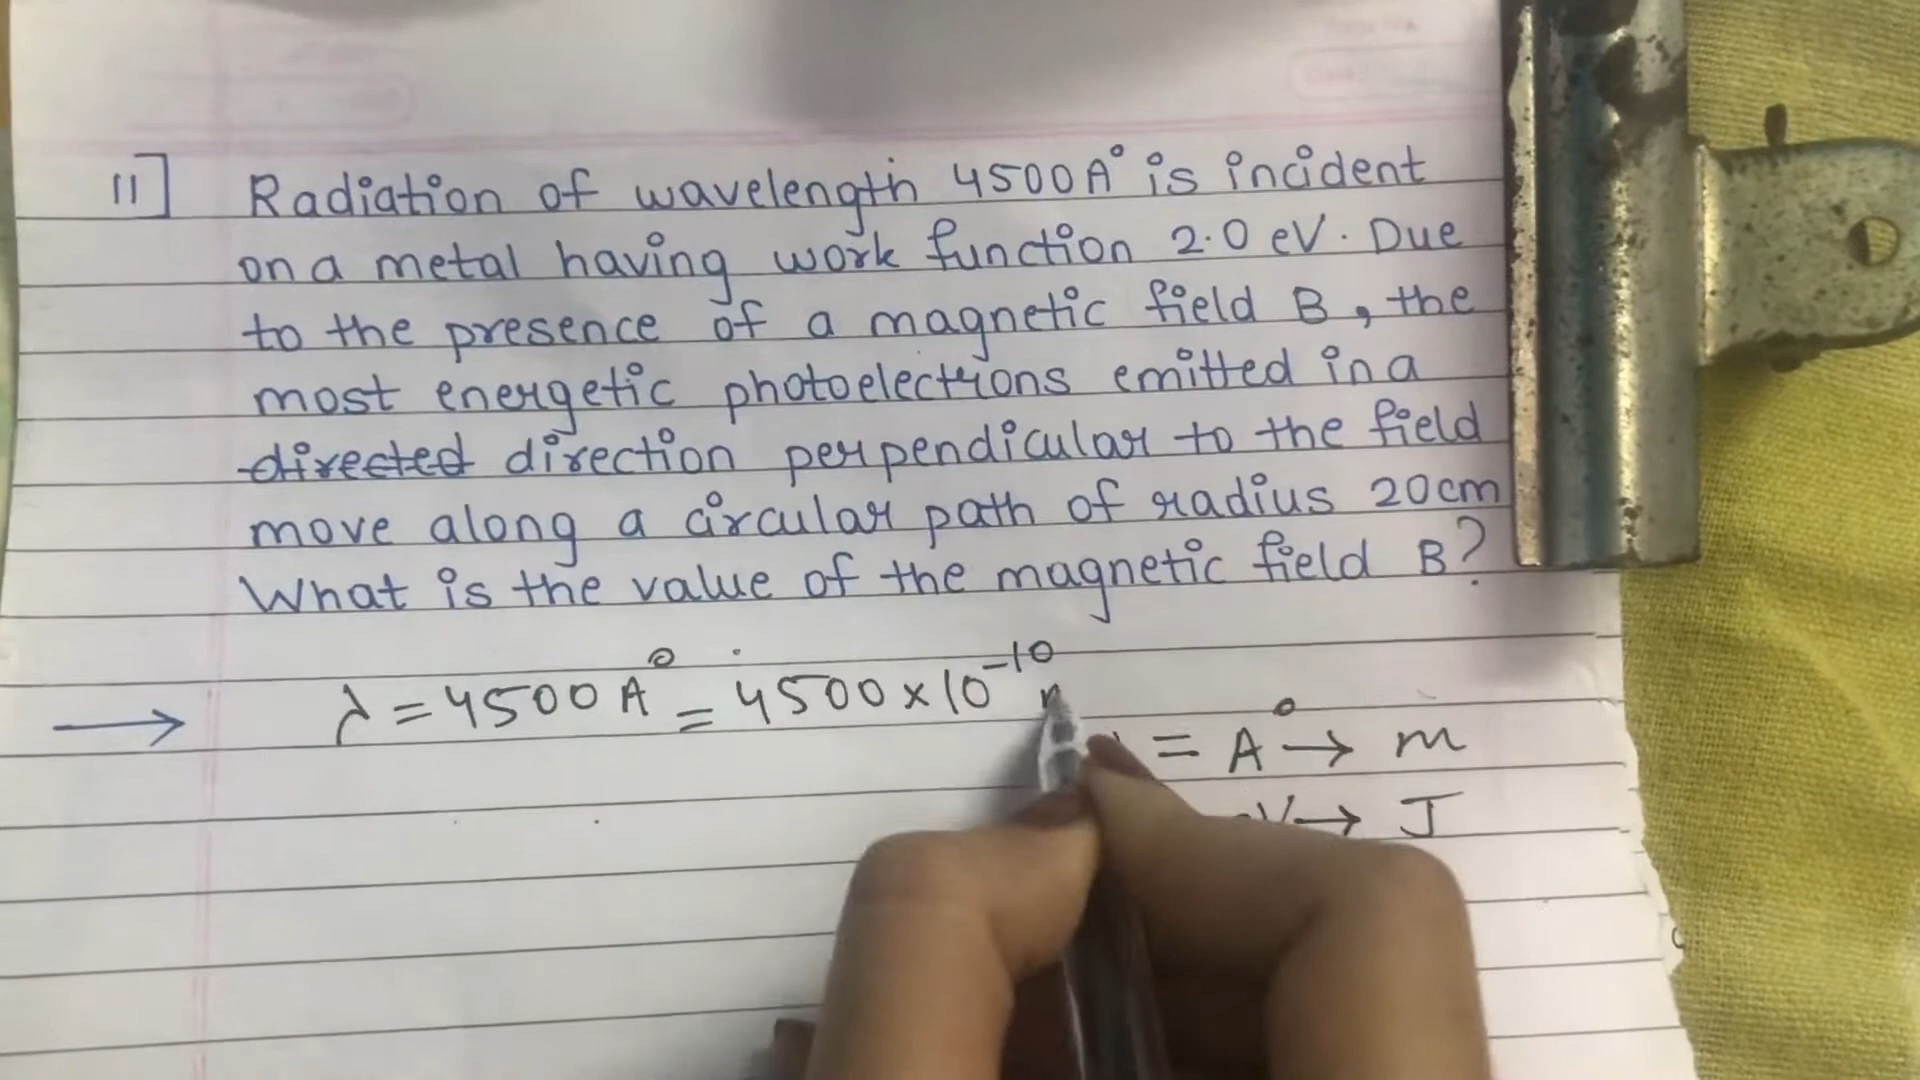 11] Radiation of wavelength 4500A° is incident
on a metal having work function 2.0 eV. Due
to the presence of a magnetic field B, the
most energetic photoelectrons emitted in a
directed direction perpendicular to the field
move along a circular path of radius 20cm
What is the value of the magnetic field B?
→ λ = 4500 A° = 4500 × 10⁻¹⁰
= A° → m
eV → J